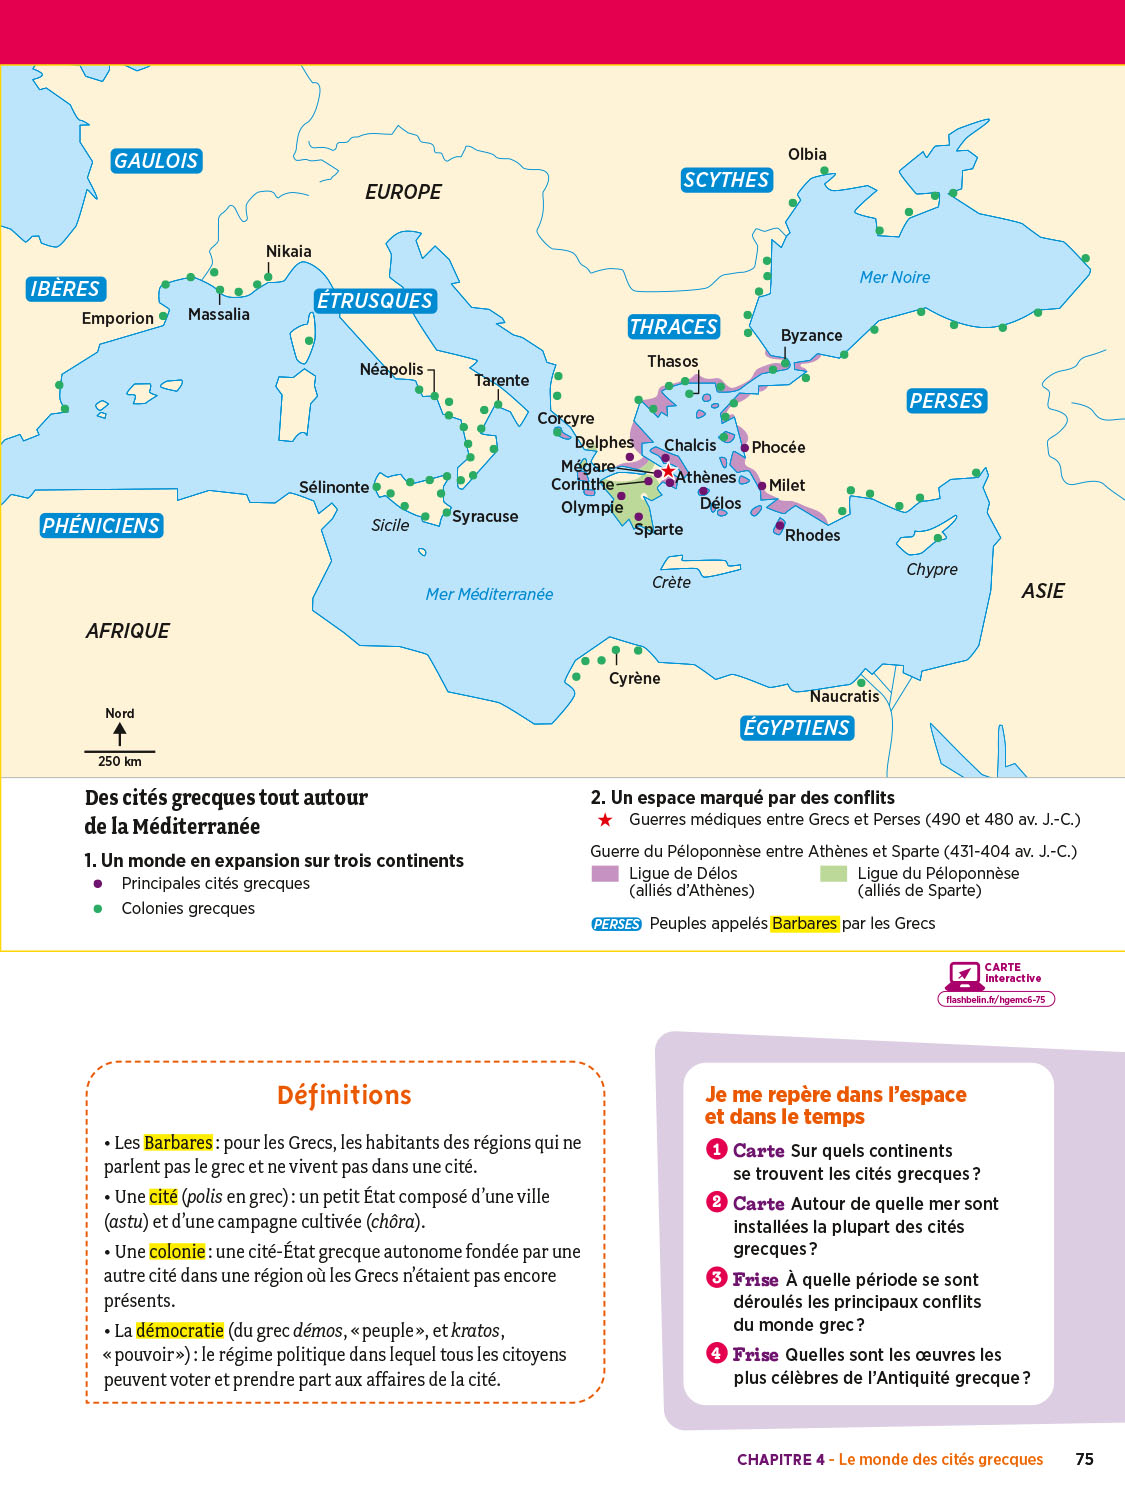 GAULOIS
EUROPE
SCYTHES
Olbia
Nikaia
Mer Noire
IBÈRES
ÉTRUSQUES
Emporion
Massalia
THRACES
Byzance
Thasos
Néapolis
Tarente
PERSES
Corcyre
Delphes
Chalcis
Phocée
Mégare
Athènes
Corinthe
Milet
Sélinonte
Olympie
Délos
PHÉNICIENS
Sicile
Syracuse
Sparte
Rhodes
Crète
Chypre
Mer Méditerranée
ASIE
AFRIQUE
Cyrène
Naucratis
ÉGYPTIENS
Nord
250 km
Des cités grecques tout autour
de la Méditerranée
1. Un monde en expansion sur trois continents
Principales cités grecques
Colonies grecques
2. Un espace marqué par des conflits
Guerres médiques entre Grecs et Perses (490 et 480 av. J.-C.)
Guerre du Péloponnèse entre Athènes et Sparte (431-404 av. J.-C.)
Ligue de Délos
(alliés d'Athènes)
Ligue du Péloponnèse
(alliés de Sparte)
PERSES Peuples appelés Barbares par les Grecs
CARTE
interactive
flashbelin.fr/hgemc6-75
Définitions
• Les Barbares : pour les Grecs, les habitants des régions qui ne
parlent pas le grec et ne vivent pas dans une cité.
• Une cité (polis en grec) : un petit État composé d'une ville
(astu) et d'une campagne cultivée (chôra).
• Une colonie : une cité-État grecque autonome fondée par une
autre cité dans une région où les Grecs n'étaient pas encore
présents.
• La démocratie (du grec démos, « peuple », et kratos,
« pouvoir ») : le régime politique dans lequel tous les citoyens
peuvent voter et prendre part aux affaires de la cité.
Je me repère dans l'espace
et dans le temps
1 Carte Sur quels continents
se trouvent les cités grecques ?
2 Carte Autour de quelle mer sont
installées la plupart des cités
grecques ?
3 Frise À quelle période se sont
déroulés les principaux conflits
du monde grec ?
4 Frise Quelles sont les œuvres les
plus célèbres de l'Antiquité grecque ?
CHAPITRE 4 - Le monde des cités grecques 75